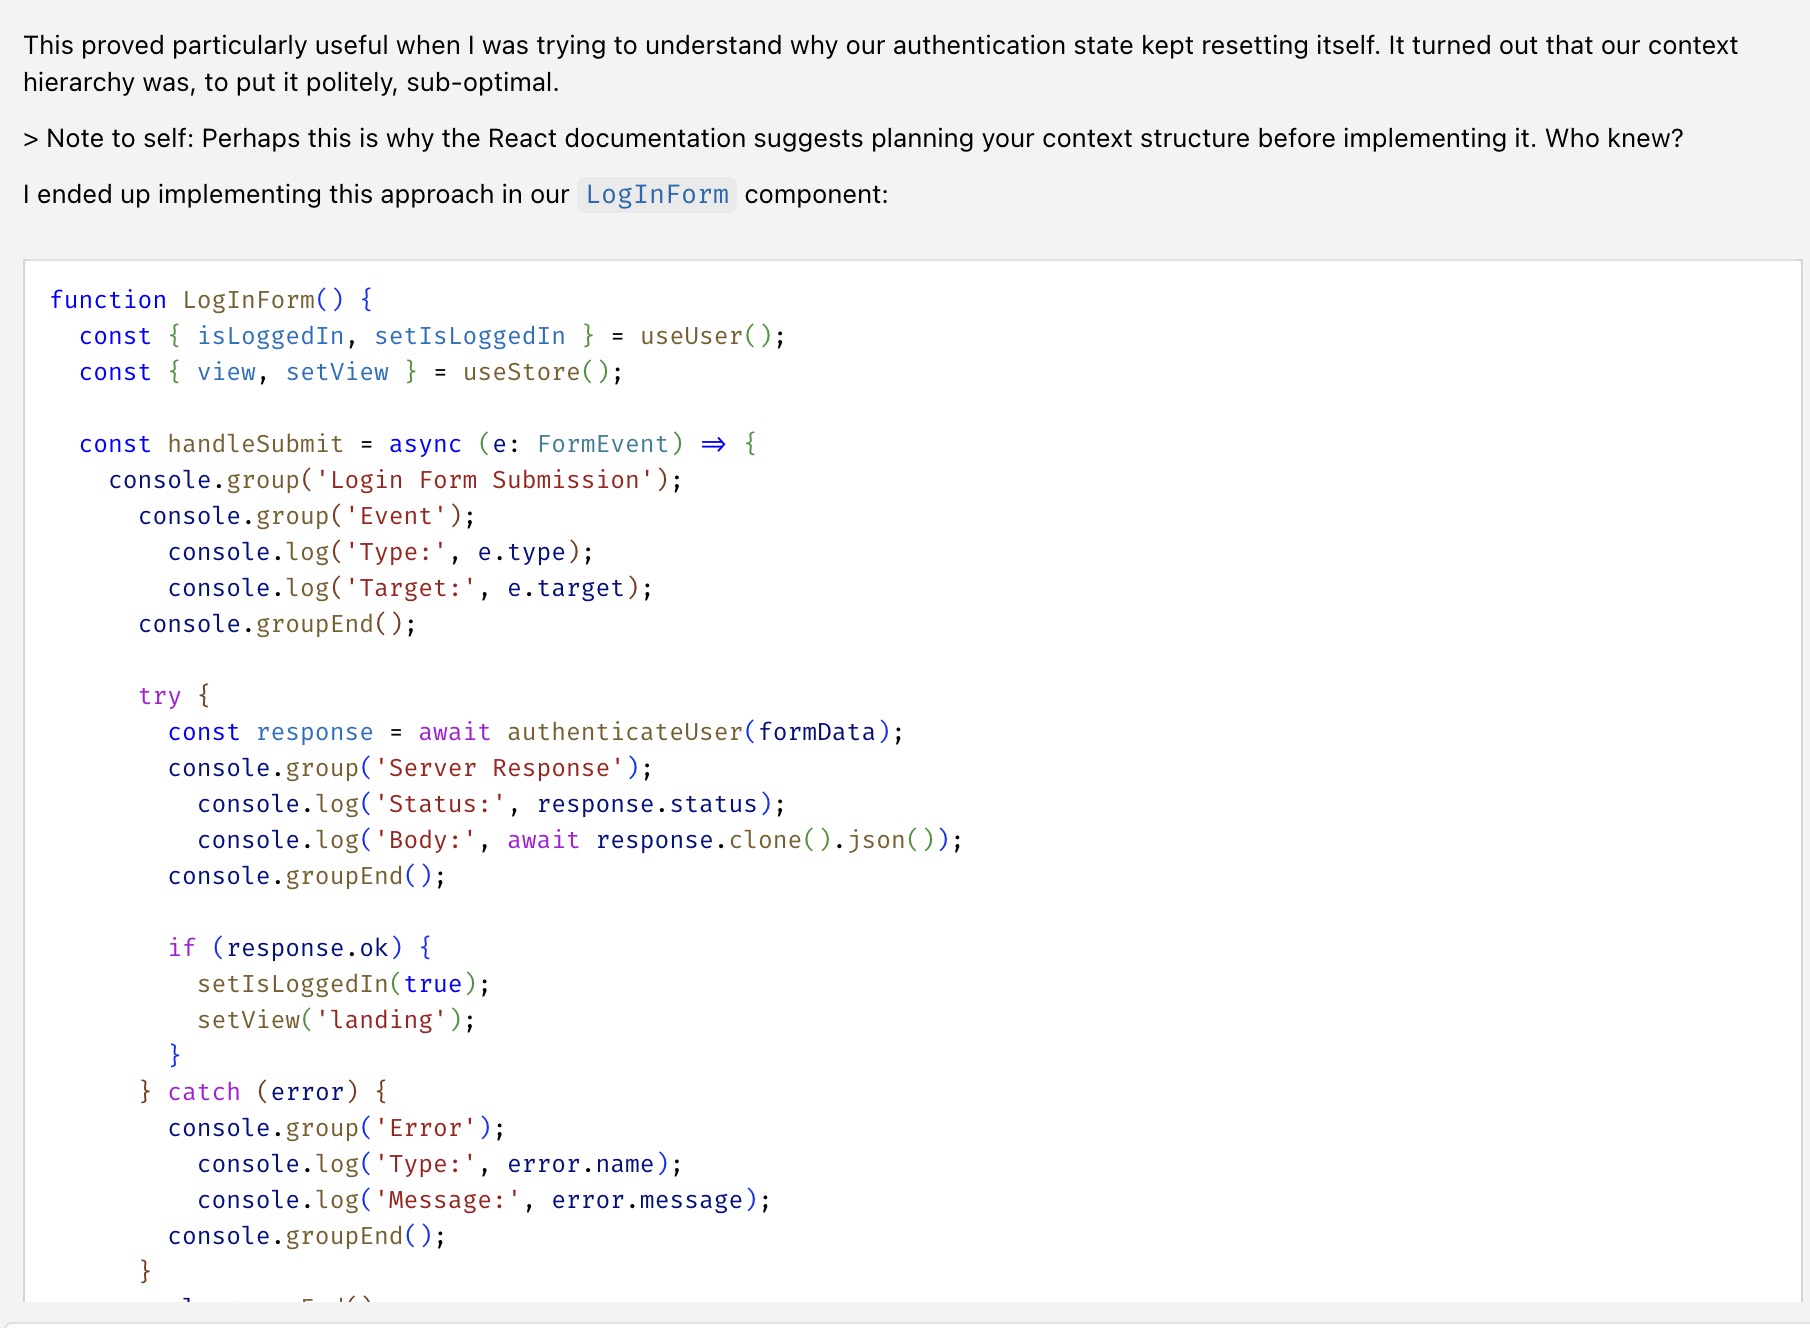 This proved particularly useful when I was trying to understand why our authentication state kept resetting itself. It turned out that our context
hierarchy was, to put it politely, sub-optimal.
> Note to self: Perhaps this is why the React documentation suggests planning your context structure before implementing it. Who knew?
I ended up implementing this approach in our LogInForm component:
function LogInForm() {
  const { isLoggedIn, setIsLoggedIn } = useUser();
  const { view, setView } = useStore();
  const handleSubmit = async (e: FormEvent) => {
    console.group('Login Form Submission');
      console.group('Event');
        console.log('Type:', e.type);
        console.log('Target:', e.target);
      console.groupEnd();
      try {
        const response = await authenticateUser(formData);
        console.group('Server Response');
          console.log('Status:', response.status);
          console.log('Body:', await response.clone().json());
        console.groupEnd();
        if (response.ok) {
          setIsLoggedIn(true);
          setView('landing');
        }
      } catch (error) {
        console.group('Error');
          console.log('Type:', error.name);
          console.log('Message:', error.message);
        console.groupEnd();
      }